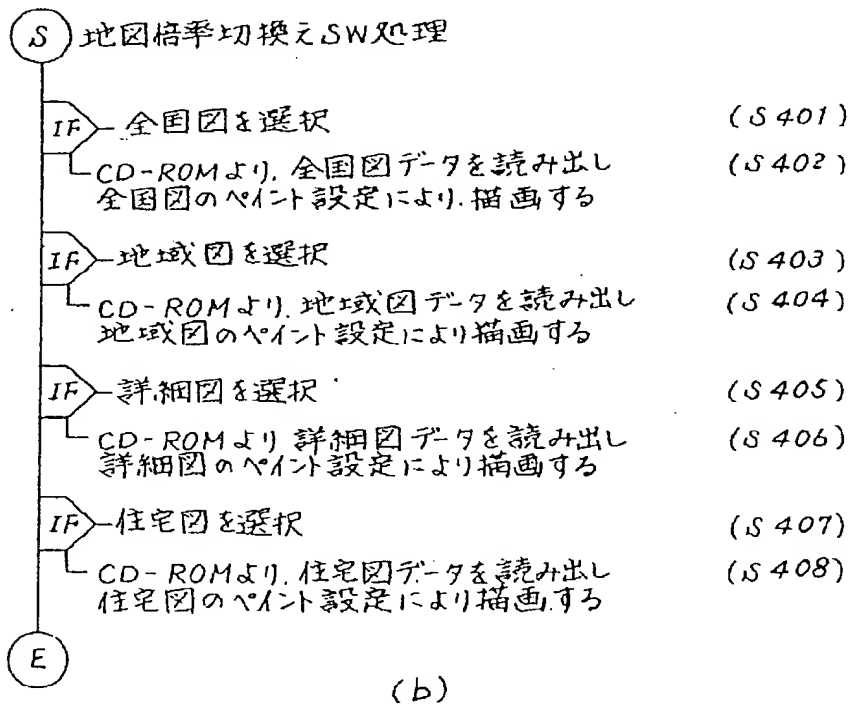 S 地図倍率切換えSW処理
IF 全国図を選択 (S401)
CD-ROMより、全国図データを読み出し (S402)
全国図のペイント設定により、描画する
IF 地域図を選択 (S403)
CD-ROMより、地域図データを読み出し (S404)
地域図のペイント設定により描画する
IF 詳細図を選択 (S405)
CD-ROMより 詳細図データを読み出し (S406)
詳細図のペイント設定により描画する
IF 住宅図を選択 (S407)
CD-ROMより、住宅図データを読み出し (S408)
住宅図のペイント設定により描画する
E
(b)